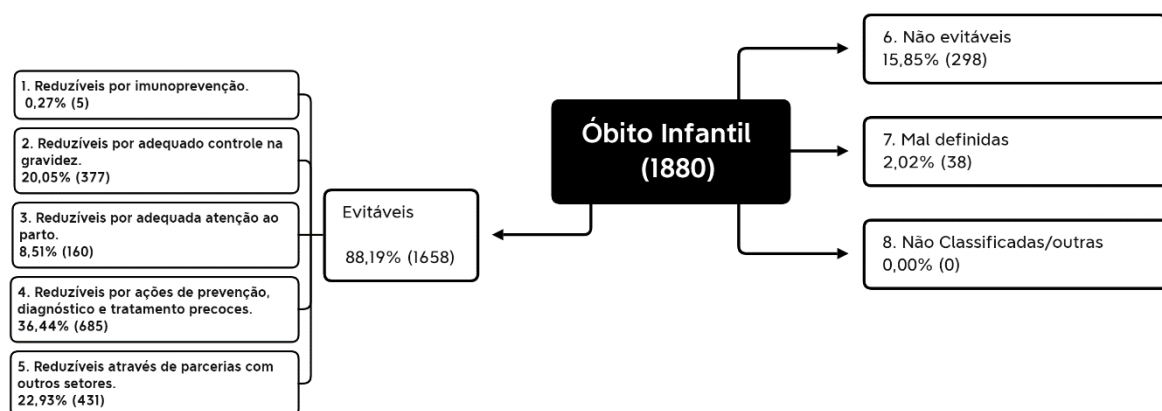 1. Reduzíveis por imunoprevenção.
0,27% (5)
2. Reduzíveis por adequado controle na
gravidez.
20,05% (377)
3. Reduzíveis por adequada atenção ao
parto.
8,51% (160)
4. Reduzíveis por ações de prevenção,
diagnóstico e tratamento precoces.
36,44% (685)
5. Reduzíveis através de parcerias com
outros setores.
22,93% (431)
Evitáveis
88,19% (1658)
Óbito Infantil
(1880)
6. Não evitáveis
15,85% (298)
7. Mal definidas
2,02% (38)
8. Não Classificadas/outras
0,00% (0)